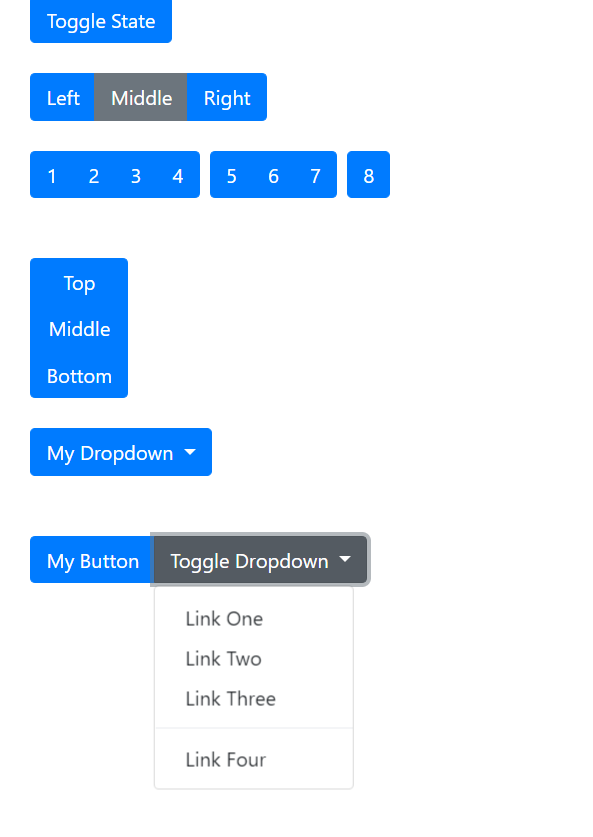 Toggle State
Left Middle Right
1 2 3 4 5 6 7 8
Top
Middle
Bottom
My Dropdown
My Button Toggle Dropdown
Link One
Link Two
Link Three
Link Four